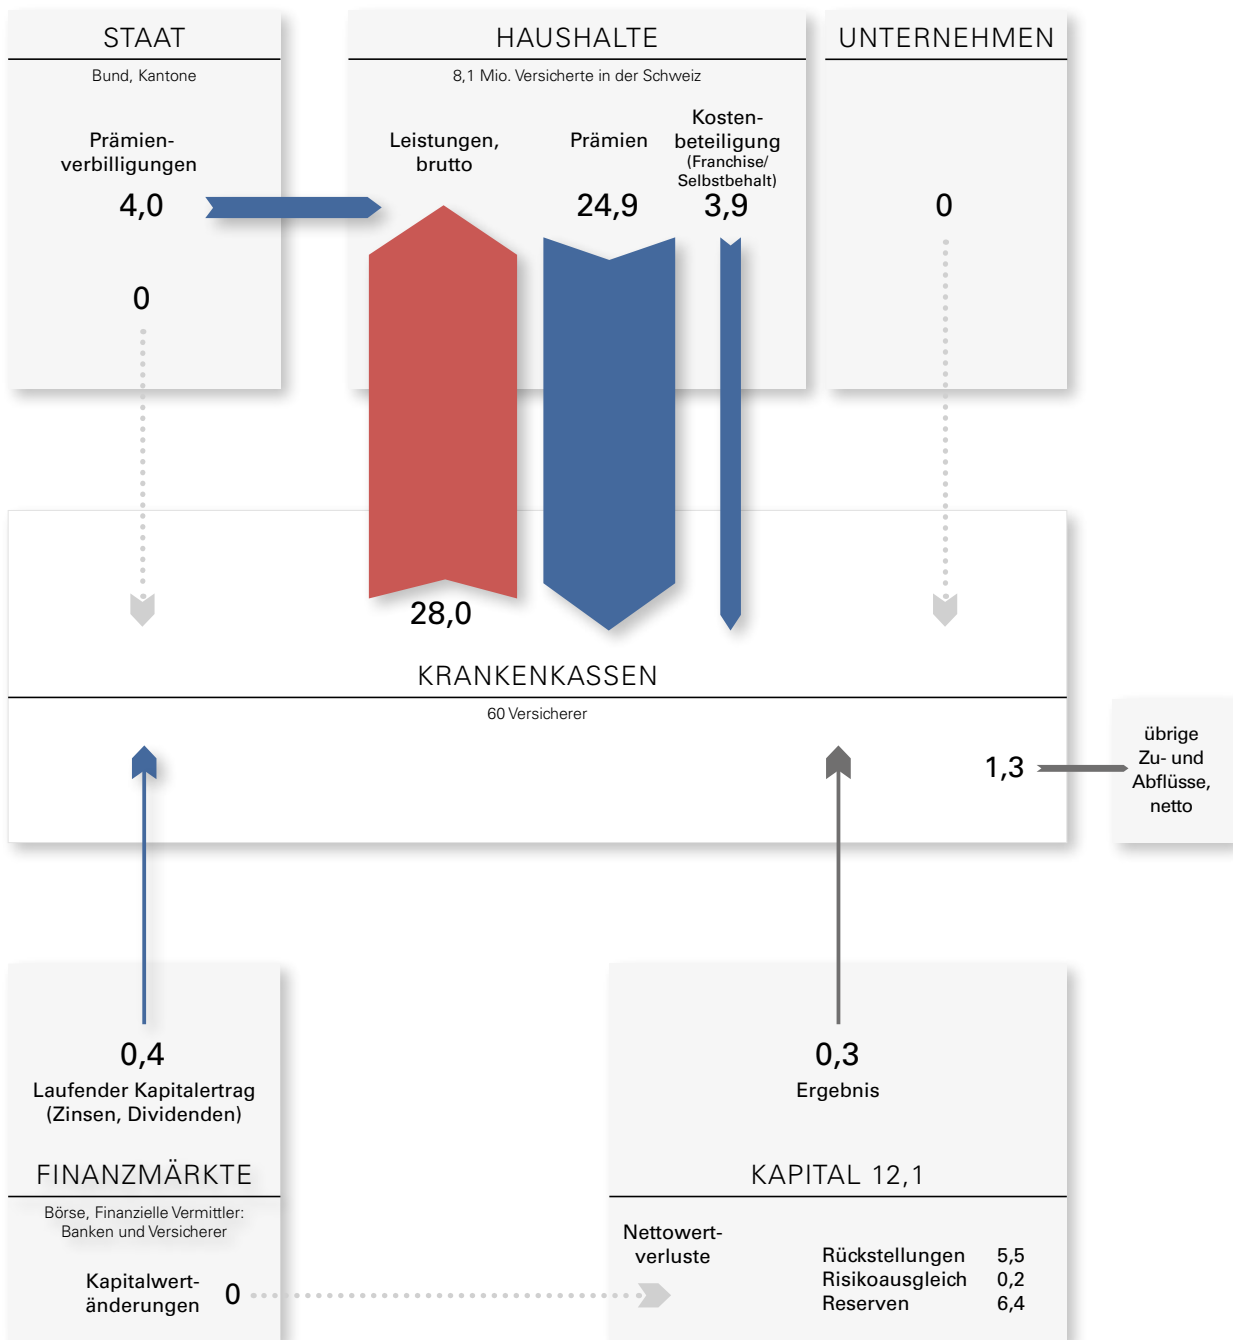 STAAT
Bund, Kantone
Prämien-
verbilligungen
4,0
0
HAUSHALTE
8,1 Mio. Versicherte in der Schweiz
Leistungen,
brutto
Prämien
24,9
Kosten-
beteiligung
(Franchise/
Selbstbehalt)
3,9
UNTERNEHMEN
0
28,0
KRANKENKASSEN
60 Versicherer
1,3
übrige
Zu- und
Abflüsse,
netto
0,4
Laufender Kapitalertrag
(Zinsen, Dividenden)
FINANZMÄRKTE
Börse, Finanzielle Vermittler:
Banken und Versicherer
Kapitalwert-
änderungen
0
0,3
Ergebnis
KAPITAL 12,1
Nettowert-
verluste
Rückstellungen 5,5
Risikoausgleich 0,2
Reserven 6,4